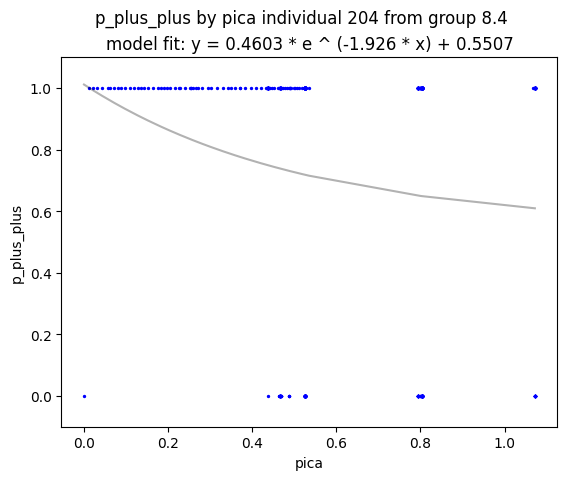 p_plus_plus by pica individual 204 from group 8.4
model fit: y = 0.4603 * e ^ (-1.926 * x) + 0.5507
1.0
0.8
0.6
0.4
0.2
0.0
p_plus_plus
0.0 0.2 0.4 0.6 0.8 1.0
pica